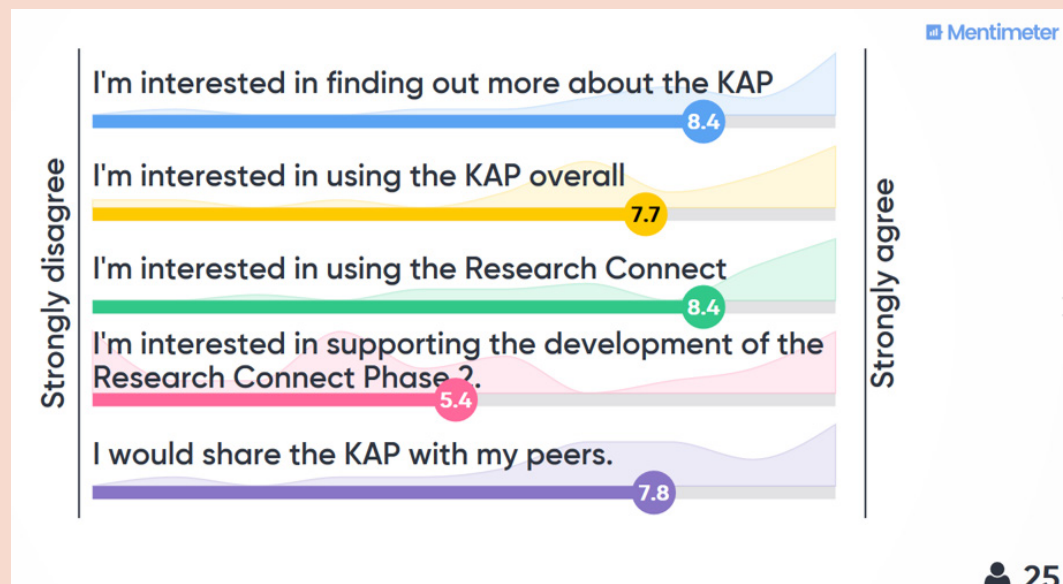 Mentimeter
I'm interested in finding out more about the KAP
8.4
I'm interested in using the KAP overall
7.7
I'm interested in using the Research Connect
8.4
I'm interested in supporting the development of the
Research Connect Phase 2.
5.4
I would share the KAP with my peers.
7.8
Strongly disagree
Strongly agree
25